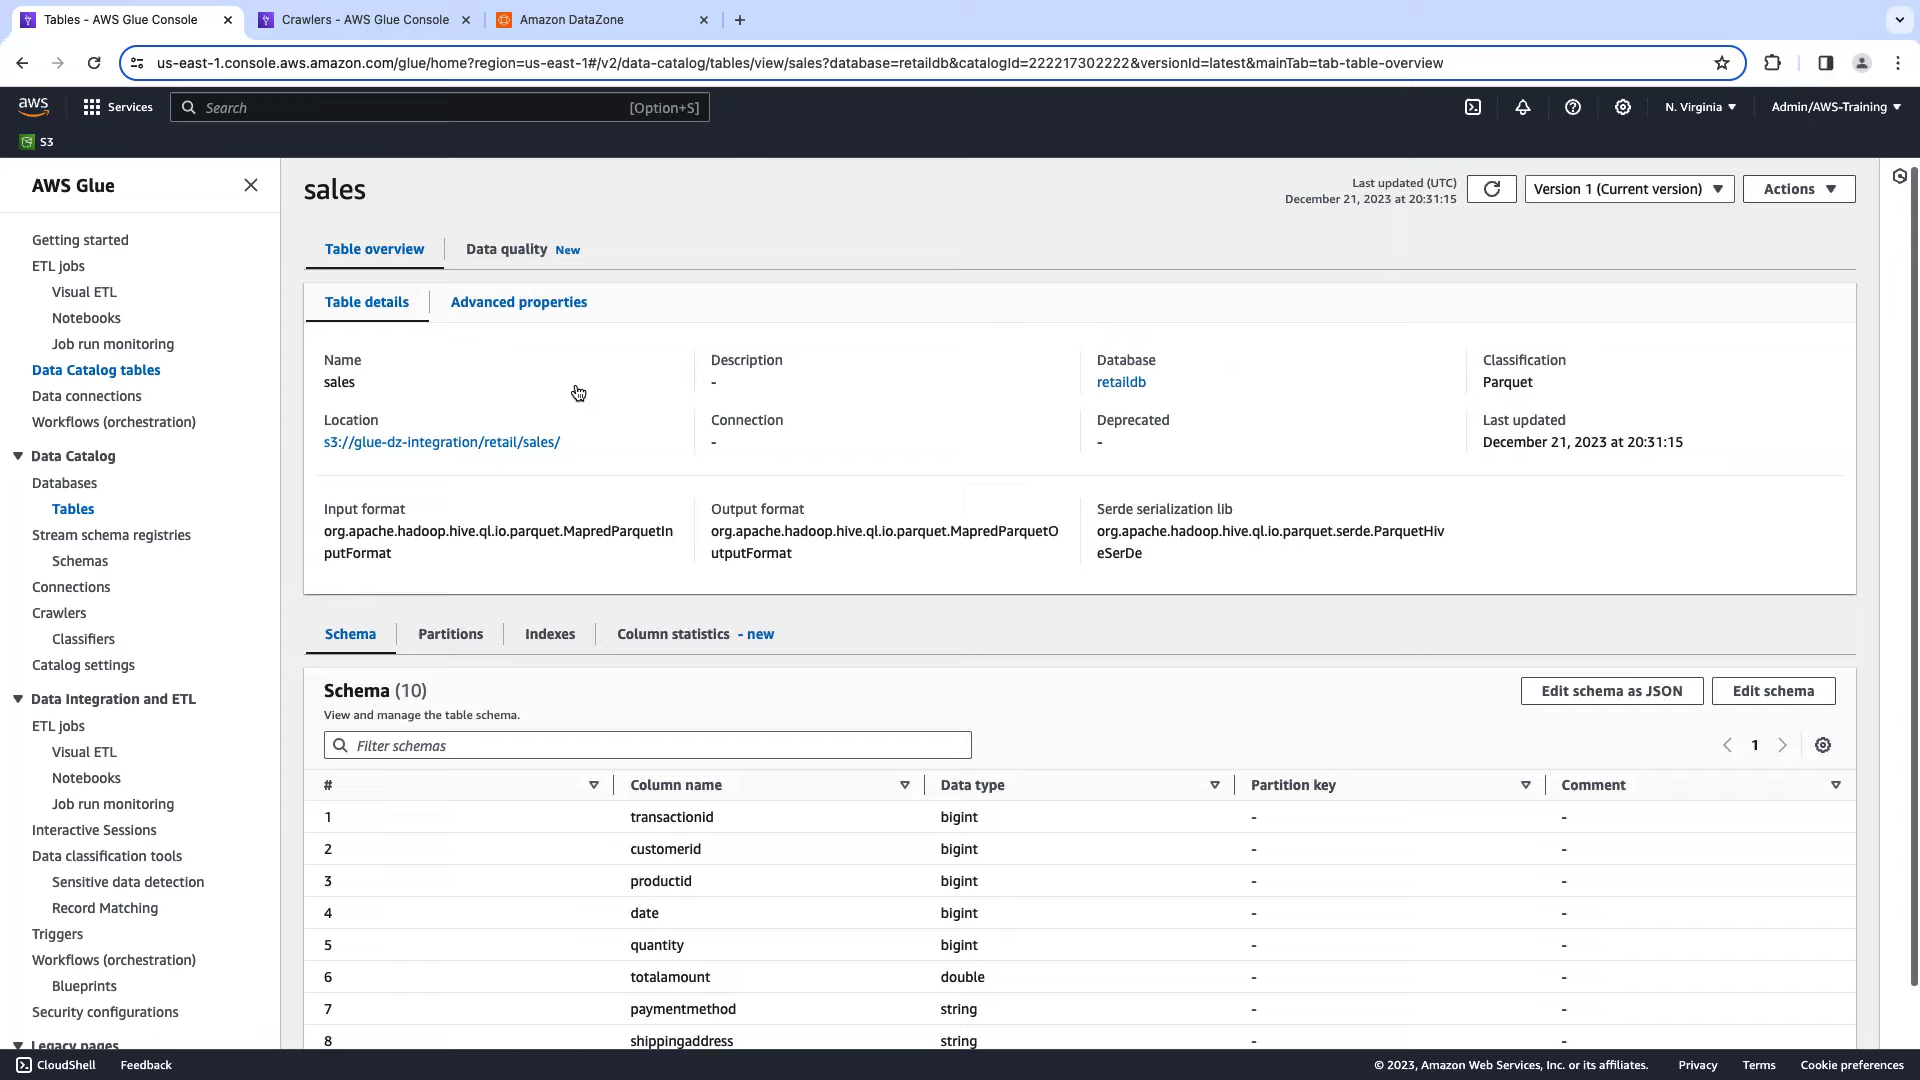 Tables - AWS Glue Console
Crawlers - AWS Glue Console
Amazon DataZone
us-east-1.console.aws.amazon.com/glue/home?region=us-east-1#/v2/data-catalog/tables/view/sales?database=retaildb&catalogId=222217302222&versionId=latest&mainTab=tab-table-overview
aws
Services
Search
[Option+S]
N. Virginia
Admin/AWS-Training
S3
AWS Glue
Getting started
ETL jobs
Visual ETL
Notebooks
Job run monitoring
Data Catalog tables
Data connections
Workflows (orchestration)
Data Catalog
Databases
Tables
Stream schema registries
Schemas
Connections
Crawlers
Classifiers
Catalog settings
Data Integration and ETL
ETL jobs
Visual ETL
Notebooks
Job run monitoring
Interactive Sessions
Data classification tools
Sensitive data detection
Record Matching
Triggers
Workflows (orchestration)
Blueprints
Security configurations
Legacy pages
sales
Last updated (UTC)
December 21, 2023 at 20:31:15
Version 1 (Current version)
Actions
Table overview
Data quality New
Table details
Advanced properties
Name
sales
Description
-
Database
retaildb
Classification
Parquet
Location
s3://glue-dz-integration/retail/sales/
Connection
-
Deprecated
-
Last updated
December 21, 2023 at 20:31:15
Input format
org.apache.hadoop.hive.ql.io.parquet.MapredParquetIn
putFormat
Output format
org.apache.hadoop.hive.ql.io.parquet.MapredParquetO
utputFormat
Serde serialization lib
org.apache.hadoop.hive.ql.io.parquet.serde.ParquetHiv
eSerDe
Schema
Partitions
Indexes
Column statistics - new
Schema (10)
View and manage the table schema.
Edit schema as JSON
Edit schema
Filter schemas
1
# Column name Data type Partition key Comment
1 transactionid bigint - -
2 customerid bigint - -
3 productid bigint - -
4 date bigint - -
5 quantity bigint - -
6 totalamount double - -
7 paymentmethod string - -
8 shippingaddress string - -
CloudShell
Feedback
© 2023, Amazon Web Services, Inc. or its affiliates.
Privacy
Terms
Cookie preferences